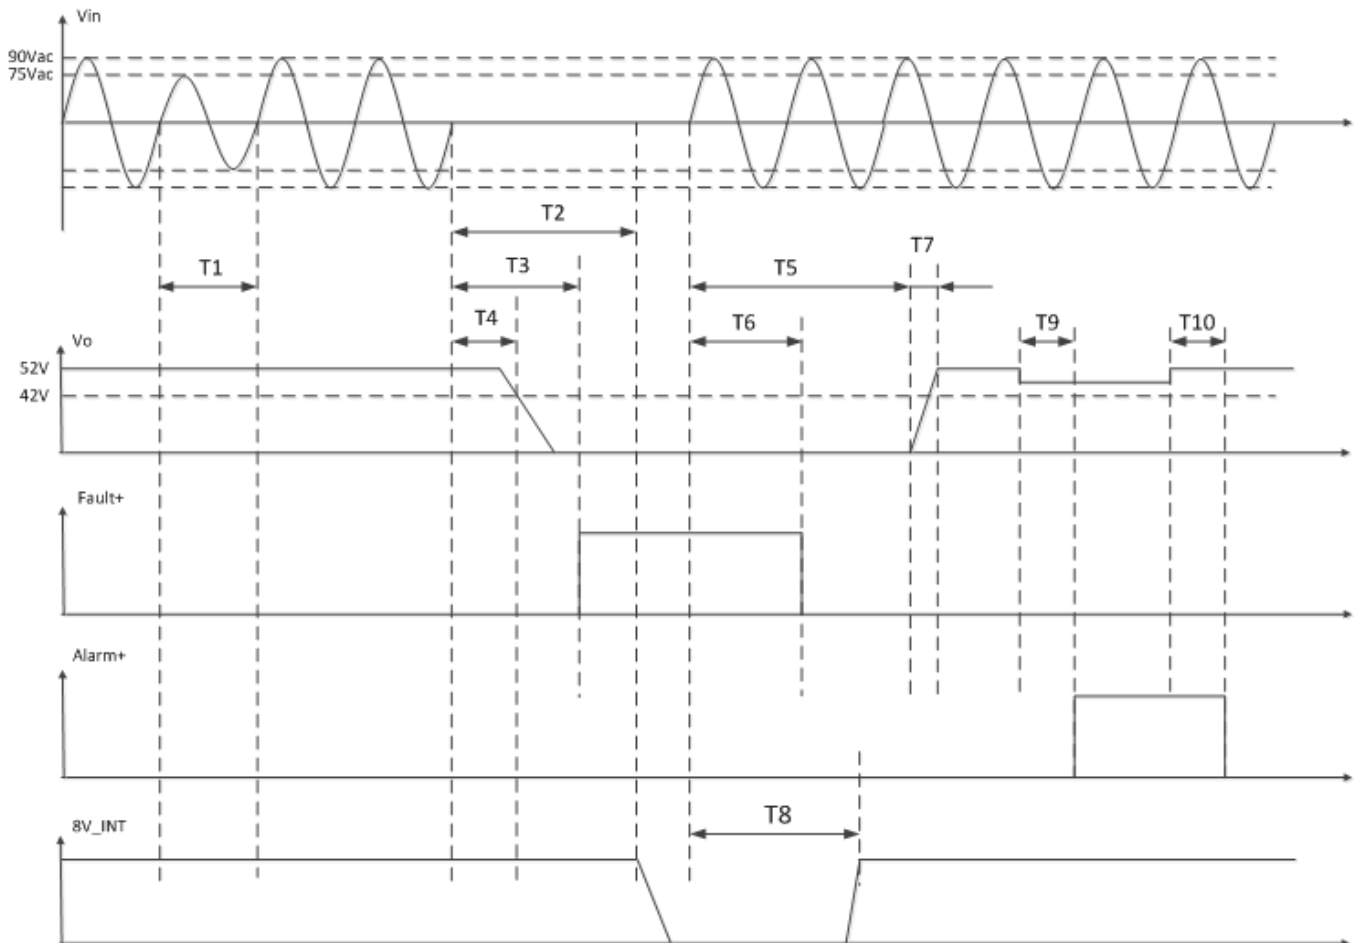 Vin
90Vac
75Vac
T2
T7
T1
T3
T5
T4
T6
T9
T10
Vo
52V
42V
Fault+
Alarm+
T8
8V_INT